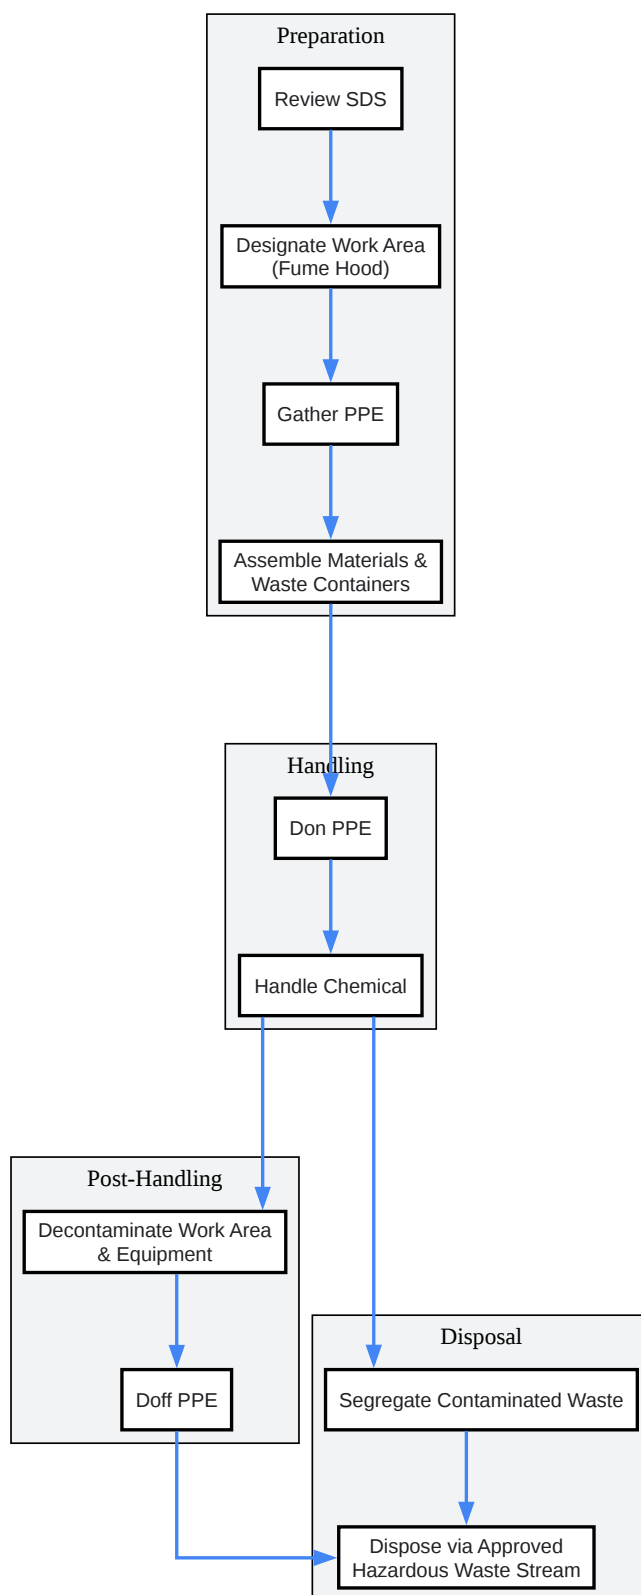 Preparation
Review SDS
Designate Work Area
(Fume Hood)
Gather PPE
Assemble Materials &
Waste Containers
Handling
Don PPE
Handle Chemical
Post-Handling
Decontaminate Work Area
& Equipment
Doff PPE
Disposal
Segregate Contaminated Waste
Dispose via Approved
Hazardous Waste Stream